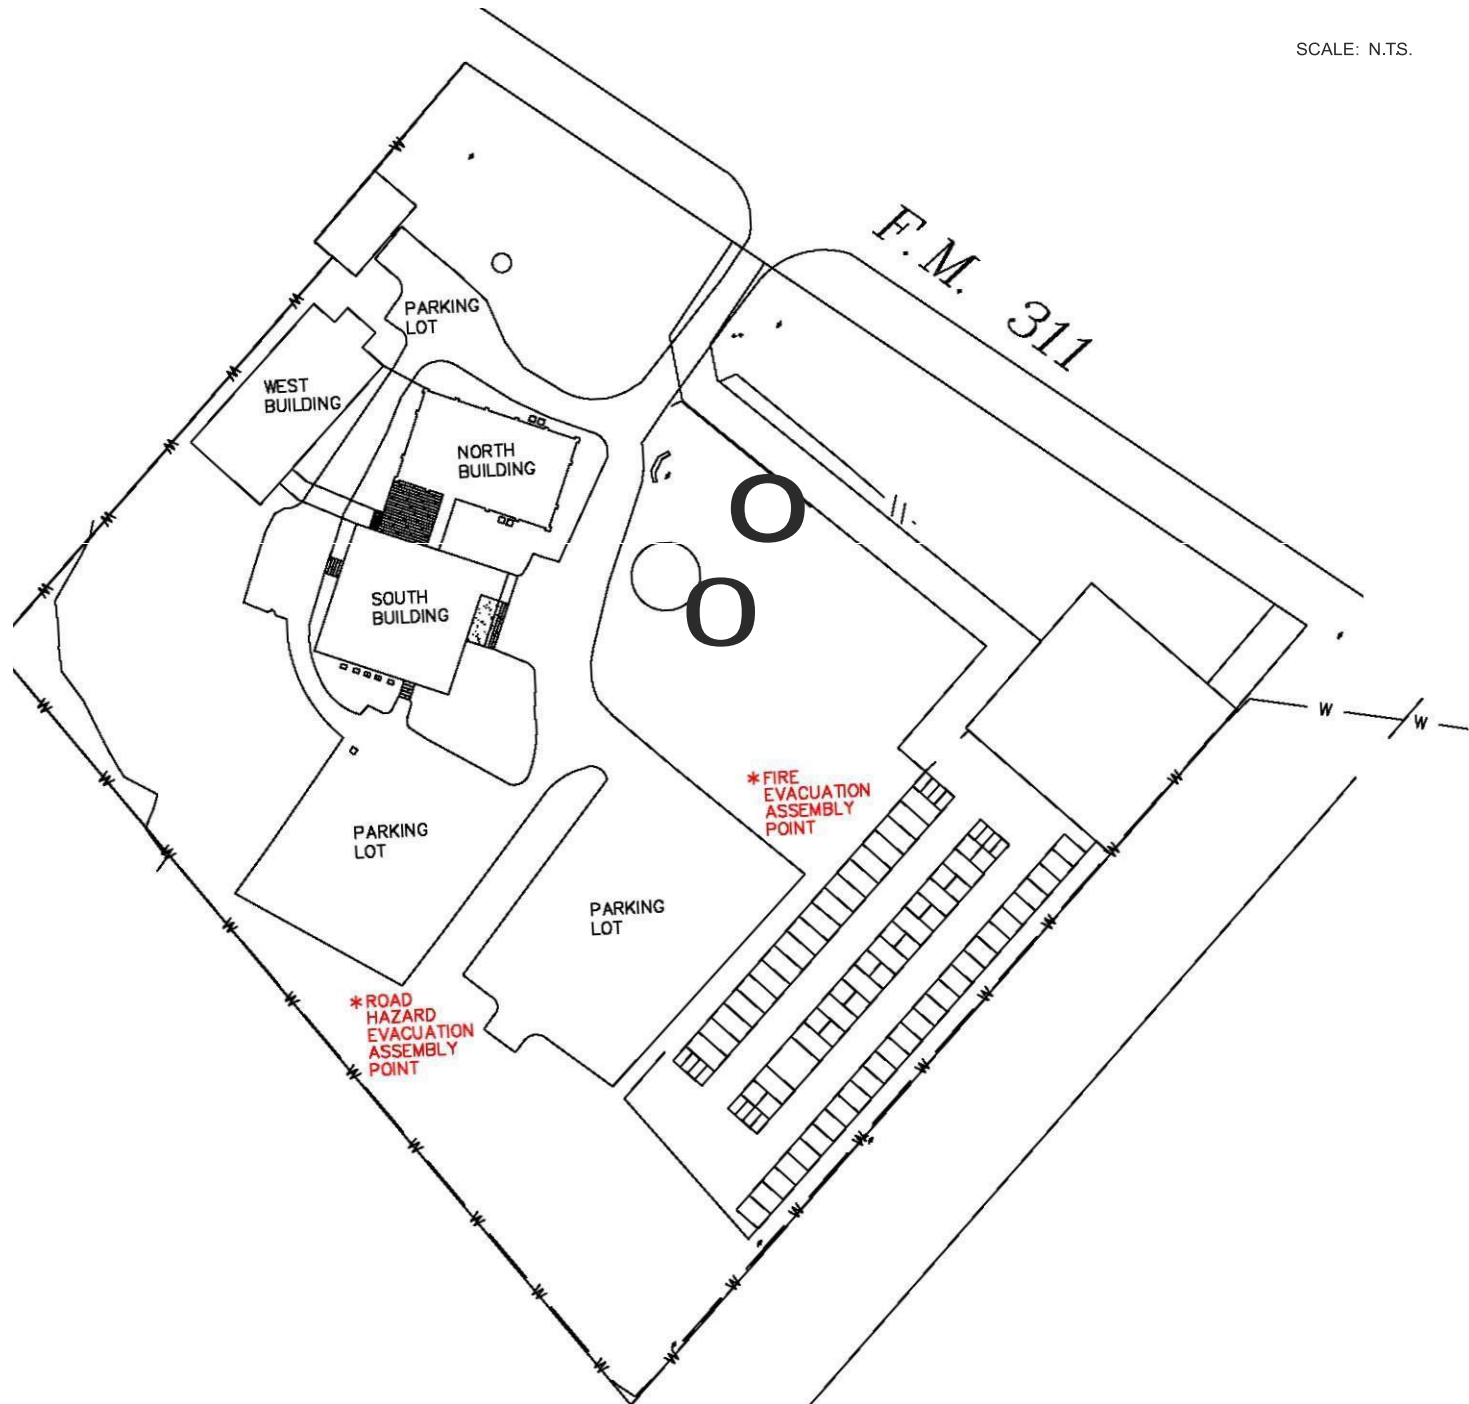 SCALE: N.T.S.
F.M. 311
PARKING
LOT
WEST
BUILDING
NORTH
BUILDING
O
O
SOUTH
BUILDING
W
W
*FIRE
EVACUATION
ASSEMBLY
POINT
PARKING
LOT
PARKING
LOT
*ROAD
HAZARD
EVACUATION
ASSEMBLY
POINT